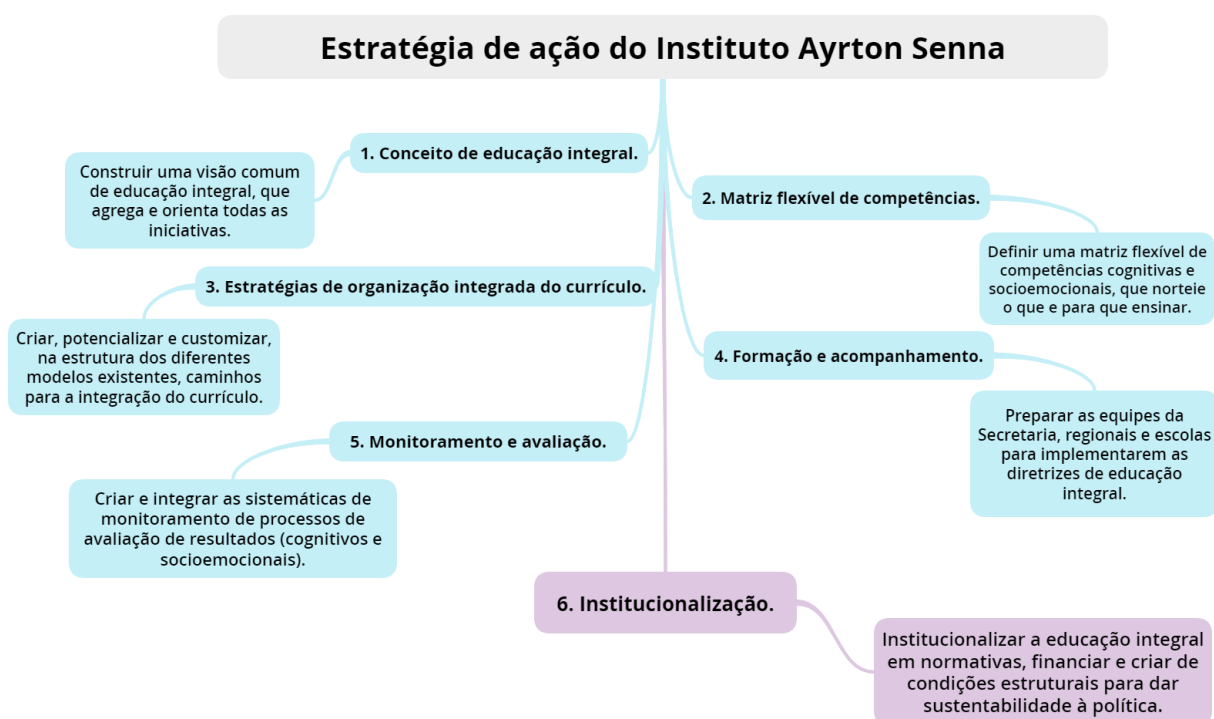 Estratégia de ação do Instituto Ayrton Senna
1. Conceito de educação integral.
Construir uma visão comum
de educação integral, que
agrega e orienta todas as
iniciativas.
2. Matriz flexível de competências.
Definir uma matriz flexível de
competências cognitivas e
socioemocionais, que norteie
o que e para que ensinar.
3. Estratégias de organização integrada do currículo.
Criar, potencializar e customizar,
na estrutura dos diferentes
modelos existentes, caminhos
para a integração do currículo.
4. Formação e acompanhamento.
Preparar as equipes da
Secretaria, regionais e escolas
para implementarem as
diretrizes de educação
integral.
5. Monitoramento e avaliação.
Criar e integrar as sistemáticas de
monitoramento de processos de
avaliação de resultados (cognitivos e
socioemocionais).
6. Institucionalização.
Institucionalizar a educação integral
em normativas, financiar e criar de
condições estruturais para dar
sustentabilidade à política.